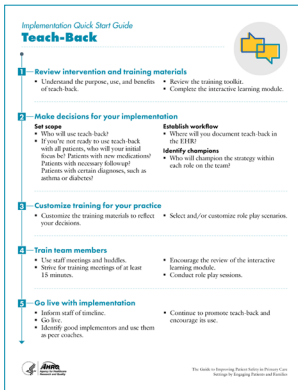 Implementation Quick Start Guide
Teach-Back
1 Review intervention and training materials
• Understand the purpose, use, and benefits
of teach-back.
• Review the training toolkit.
• Complete the interactive learning module.
2 Make decisions for your implementation
Set scope
• Who will use teach-back?
• If you're not ready to use teach-back
with all patients, who will your initial
focus be? Patients with new medications?
Patients with necessary followup?
Patients with certain diagnoses, such as
asthma or diabetes?
Establish workflow
• Where will you document teach-back in
the EHR?
Identify champions
• Who will champion the strategy within
each role on the team?
3 Customize training for your practice
• Customize the training materials to reflect
your decisions.
• Select and/or customize role play scenarios.
4 Train team members
• Use staff meetings and huddles.
• Strive for training meetings of at least
15 minutes.
• Encourage the review of the interactive
learning module.
• Conduct role play sessions.
5 Go live with implementation
• Inform staff of timeline.
• Go live.
• Identify good implementors and use them
as peer coaches.
• Continue to promote teach-back and
encourage its use.
AHRQ
Agency for Healthcare
Research and Quality
The Guide to Improving Patient Safety in Primary Care
Settings by Engaging Patients and Families